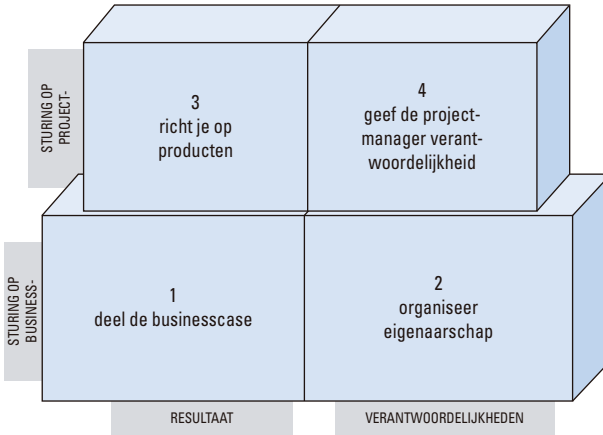 STURING OP
PROJECT-
3
richt je op
producten
4
geef de project-
manager verant-
woordelijkheid
STURING OP
BUSINESS-
1
deel de businesscase
2
organiseer
eigenaarschap
RESULTAAT
VERANTWOORDELIJKHEDEN